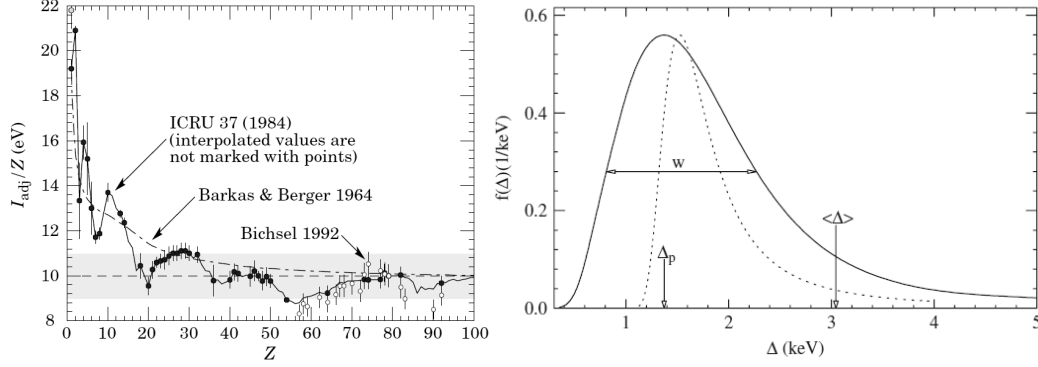 22
20
18
16
14
12
10
8
I_adj/Z (eV)
ICRU 37 (1984)
(interpolated values are
not marked with points)
Barkas & Berger 1964
Bichsel 1992
0 10 20 30 40 50 60 70 80 90 100
Z
0.6
0.4
0.2
0.0
f(Δ)(1/keV)
w
<Δ>
Δp
1 2 3 4 5
Δ (keV)